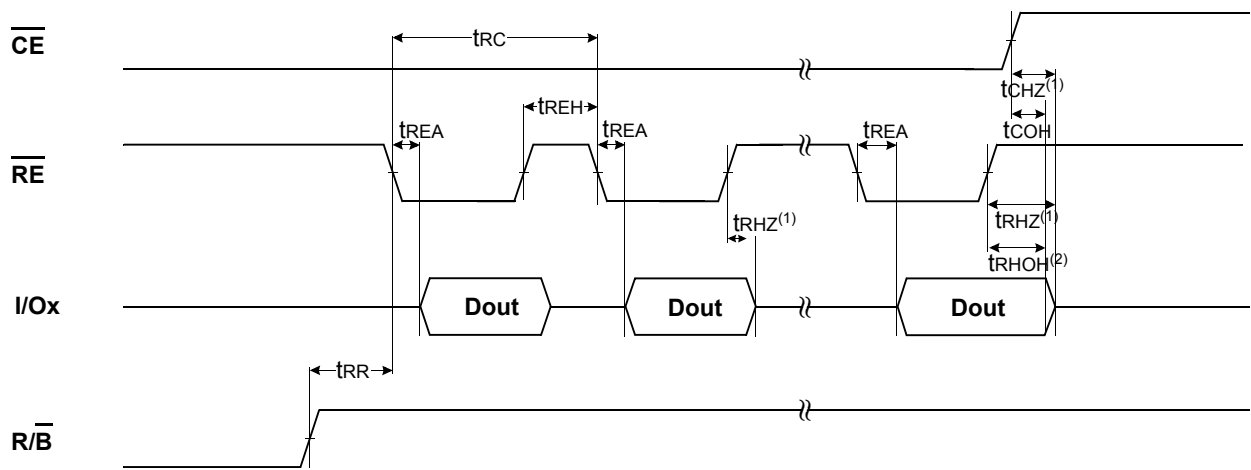 CE
tRC
tCHZ(1)
tREH
tREA
tREA
tREA
tCOH
RE
tRHZ(1)
tRHZ(1)
tRHOH(2)
I/Ox
Dout
Dout
Dout
tRR
R/B